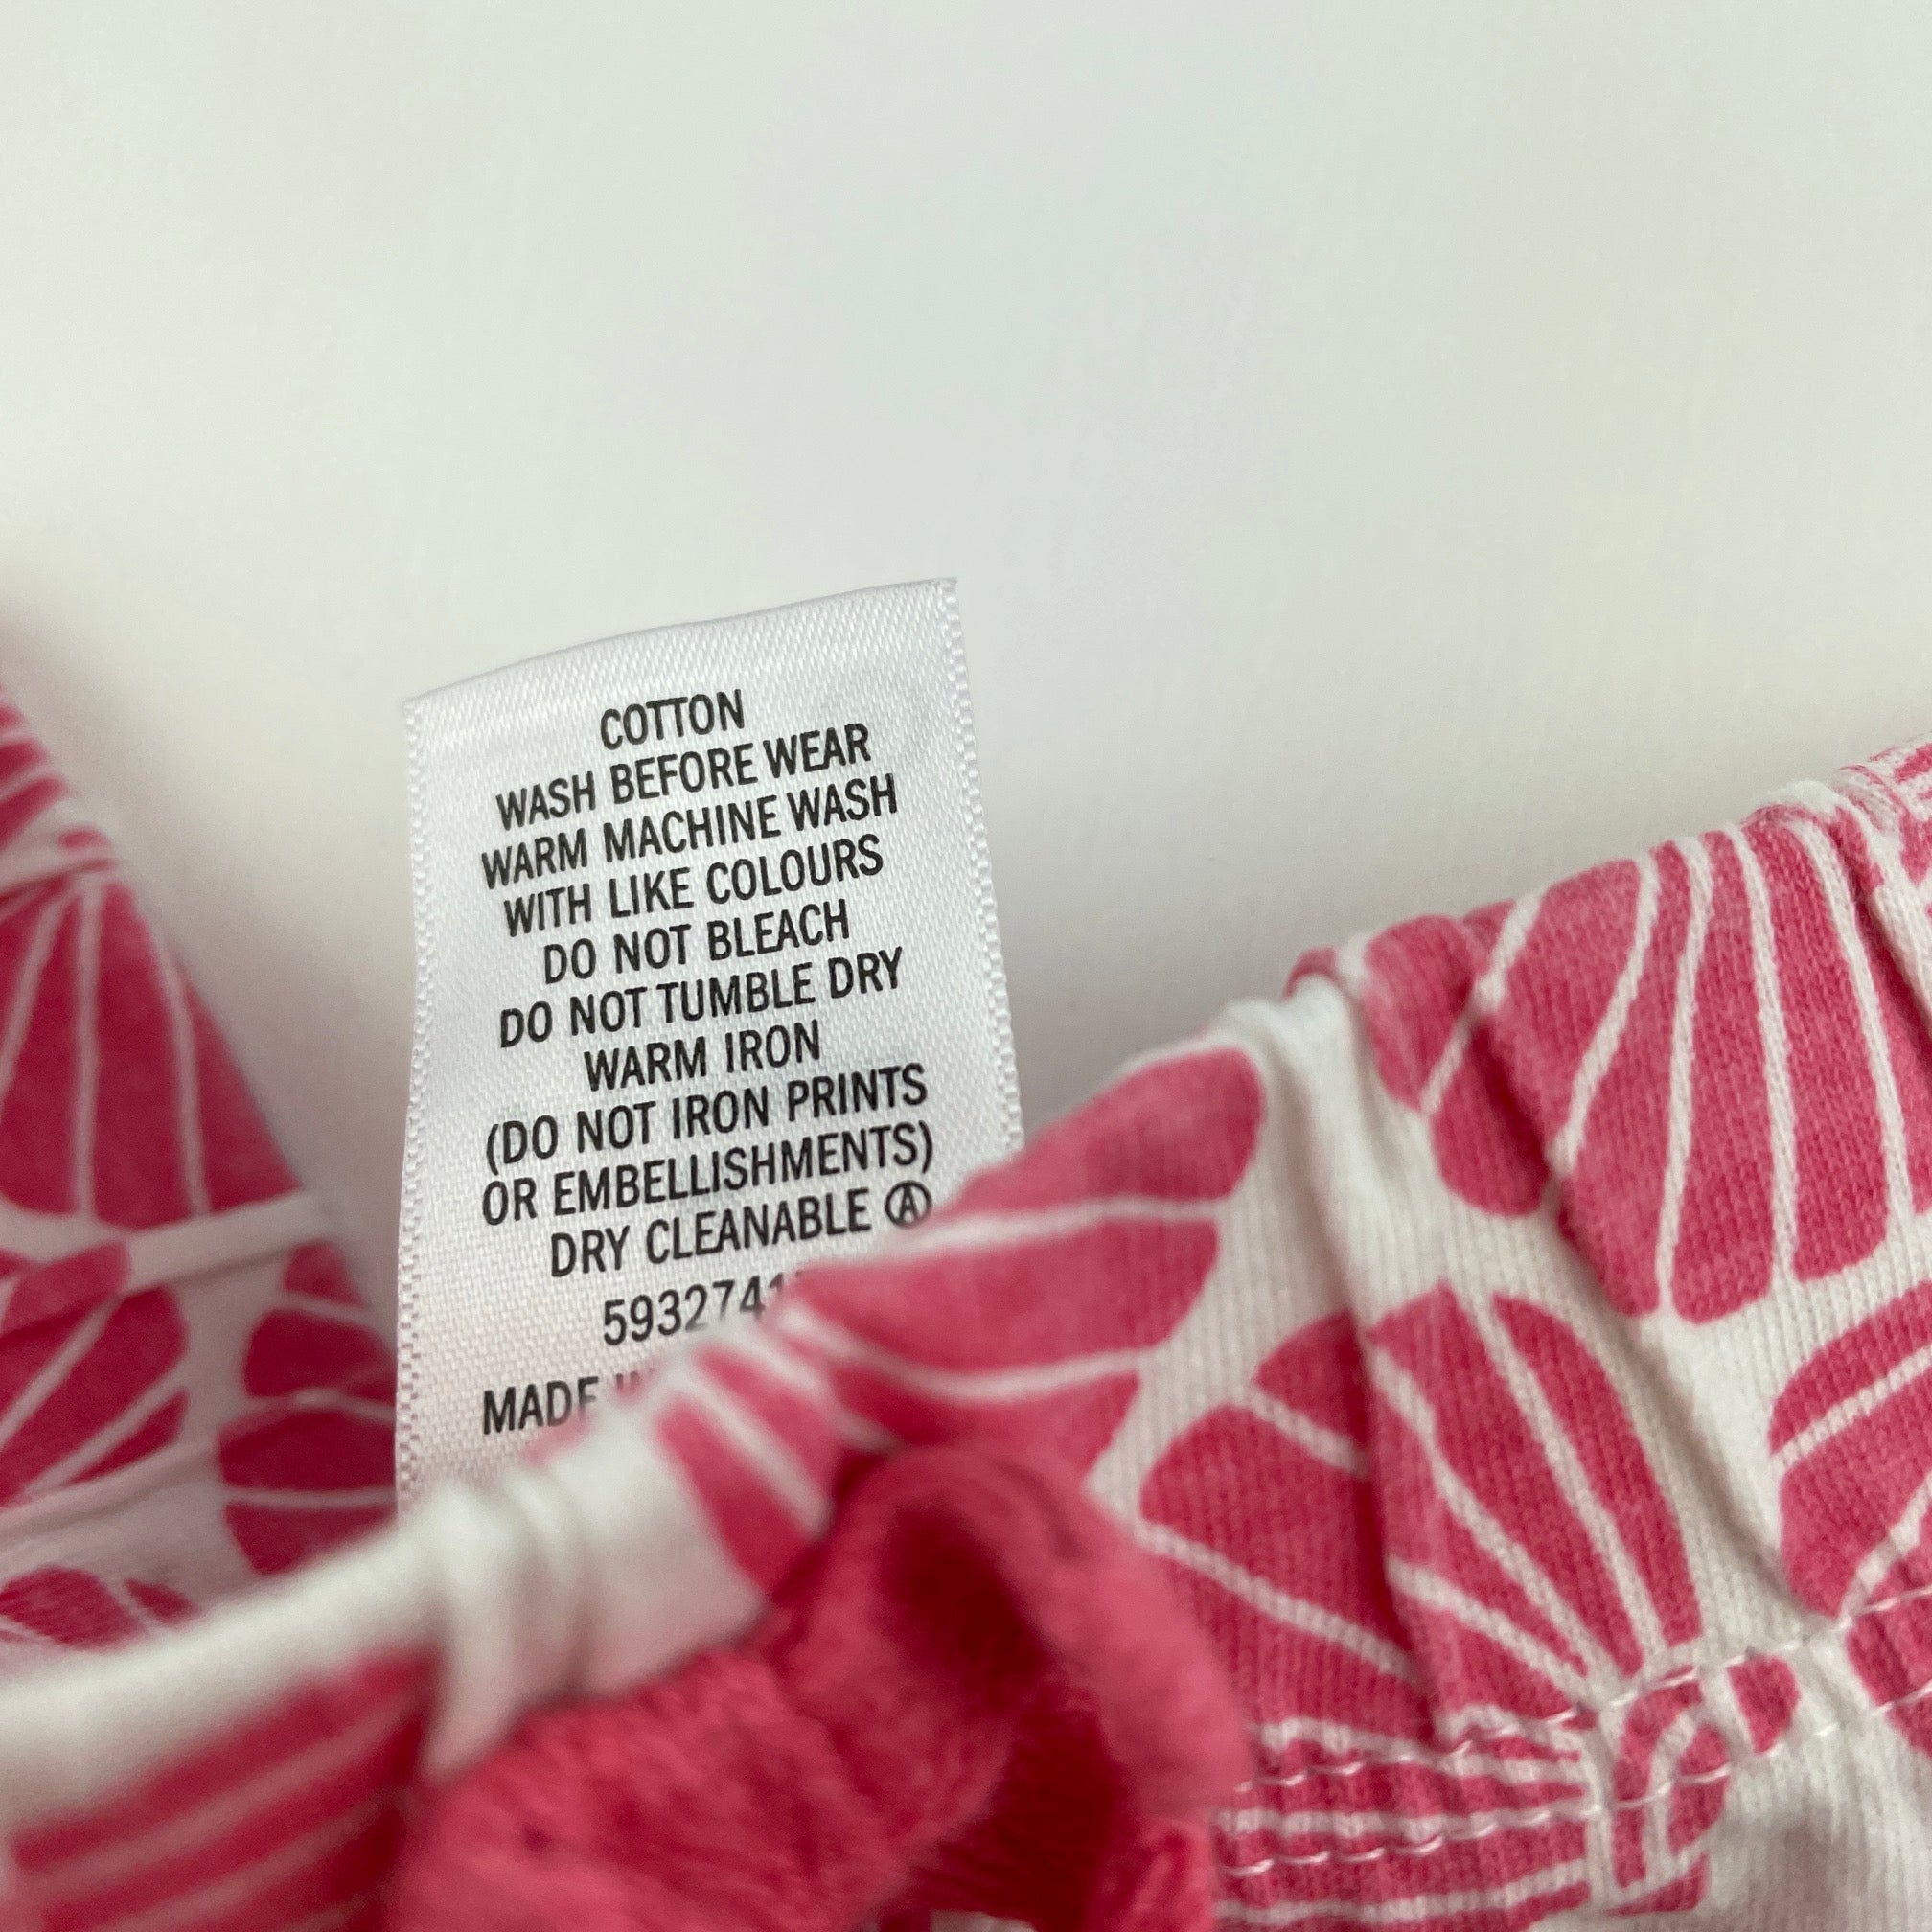 COTTON
WASH BEFORE WEAR
WARM MACHINE WASH
WITH LIKE COLOURS
DO NOT BLEACH
DO NOT TUMBLE DRY
WARM IRON
(DO NOT IRON PRINTS
OR EMBELLISHMENTS)
DRY CLEANABLE Ⓐ
MADE